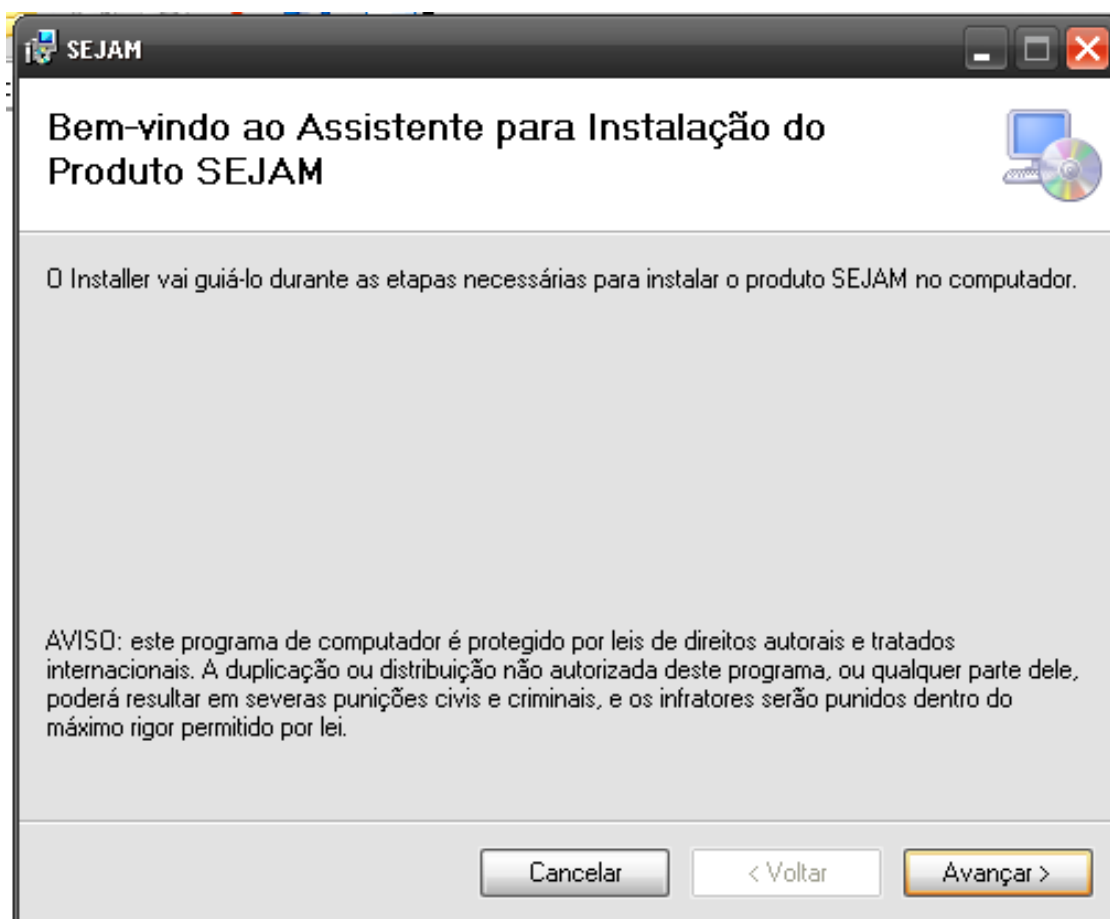 SEJAM
Bem-vindo ao Assistente para Instalação do
Produto SEJAM
O Installer vai guiá-lo durante as etapas necessárias para instalar o produto SEJAM no computador.
AVISO: este programa de computador é protegido por leis de direitos autorais e tratados
internacionais. A duplicação ou distribuição não autorizada deste programa, ou qualquer parte dele,
poderá resultar em severas punições civis e criminais, e os infratores serão punidos dentro do
máximo rigor permitido por lei.
Cancelar
< Voltar
Avançar >